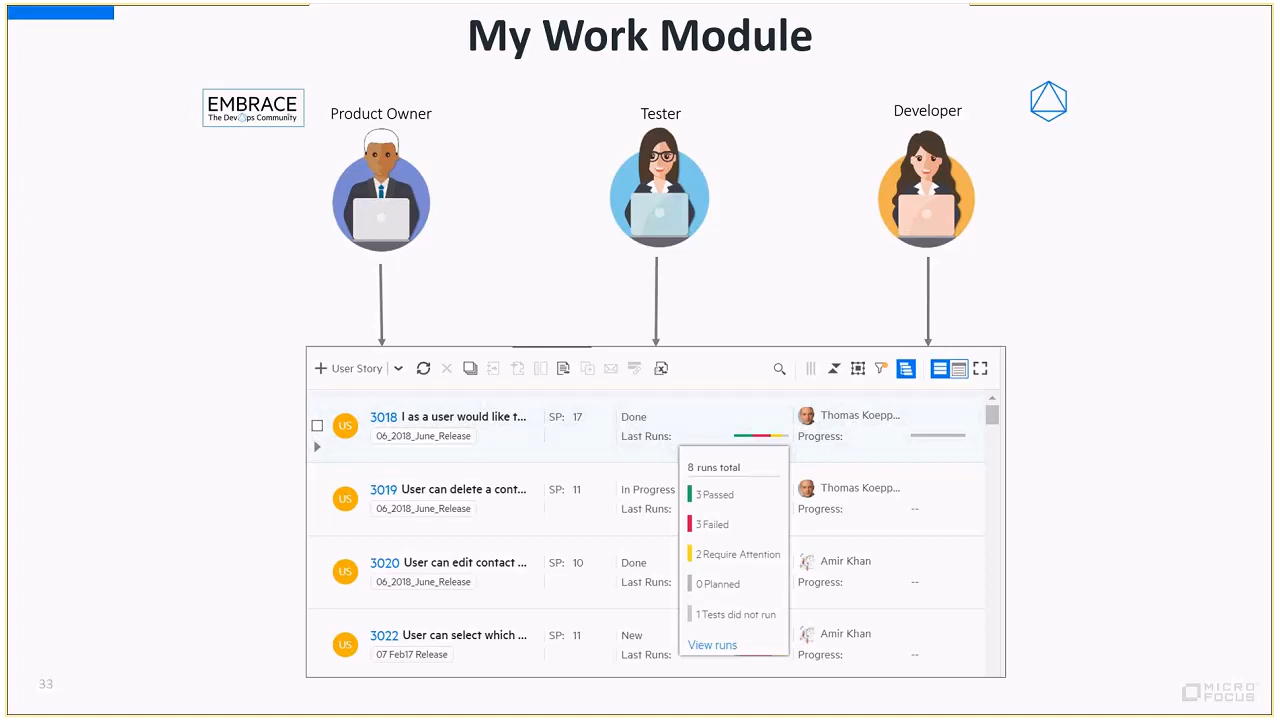 My Work Module
EMBRACE
The DevOps Community
Product Owner
Tester
Developer
User Story
US
3018 I as a user would like t...
06_2018_June_Release
SP: 17
Done
Last Runs:
Thomas Koepp...
Progress:
8 runs total
3 Passed
3 Failed
2 Require Attention
0 Planned
1 Tests did not run
View runs
US
3019 User can delete a cont...
06_2018_June_Release
SP: 11
In Progress
Last Runs:
Thomas Koepp...
Progress:
--
US
3020 User can edit contact ...
06_2018_June_Release
SP: 10
Done
Last Runs:
Amir Khan
Progress:
--
US
3022 User can select which ...
07 Feb17 Release
SP: 11
New
Last Runs:
Amir Khan
Progress:
--
33
MICRO
FOCUS